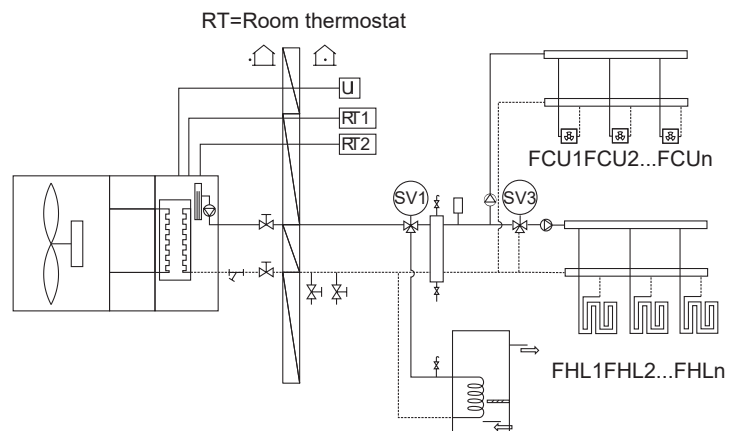 RT=Room thermostat
U
RT1
RT2
FCU1FCU2...FCUn
SV1
SV3
FHL1FHL2...FHLn